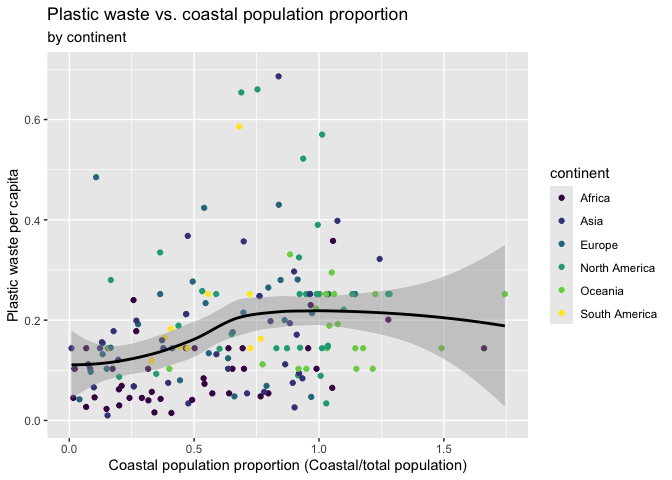 Plastic waste vs. coastal population proportion
by continent
Plastic waste per capita
0.6
0.4
0.2
0.0
0.0 0.5 1.0 1.5
Coastal population proportion (Coastal/total population)
continent
Africa
Asia
Europe
North America
Oceania
South America